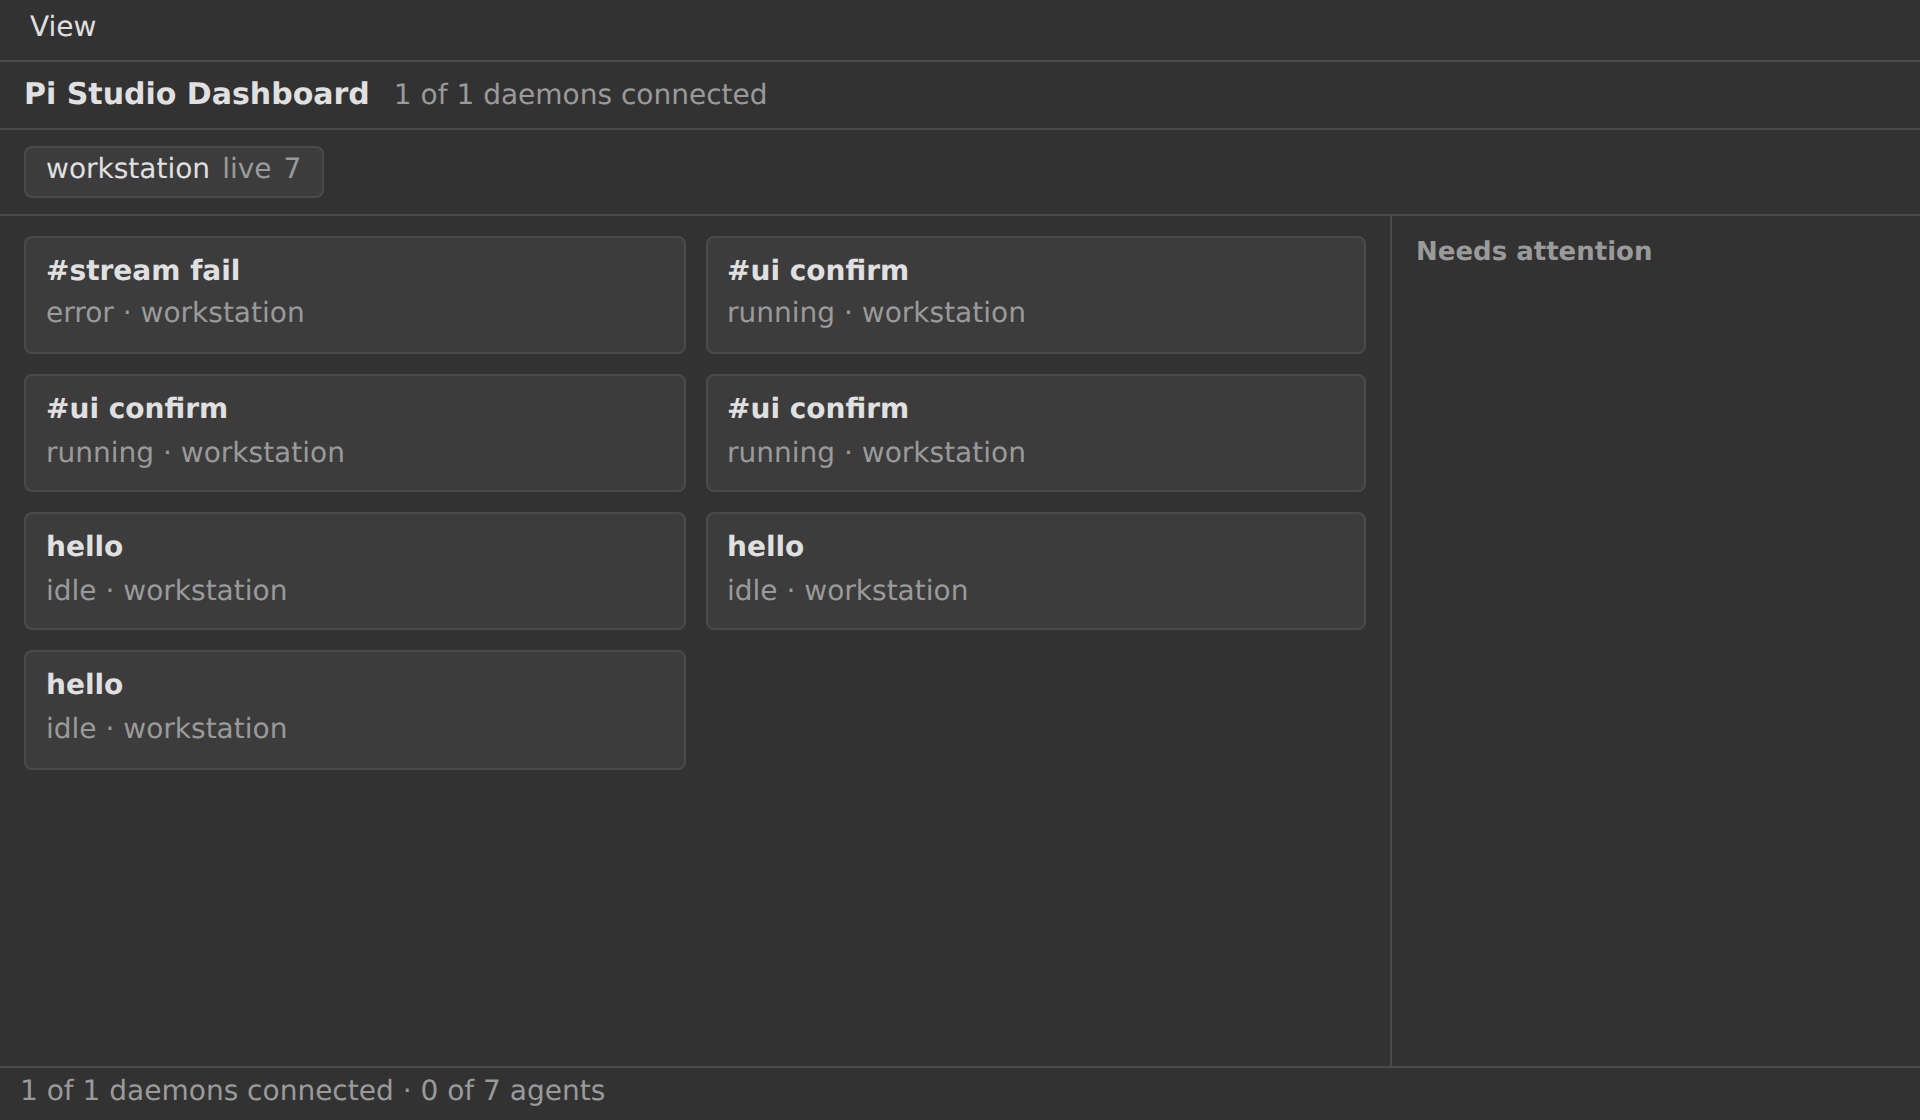 View
Pi Studio Dashboard 1 of 1 daemons connected
workstation live 7
#stream fail
error · workstation
#ui confirm
running · workstation
#ui confirm
running · workstation
#ui confirm
running · workstation
hello
idle · workstation
hello
idle · workstation
hello
idle · workstation
Needs attention
1 of 1 daemons connected · 0 of 7 agents